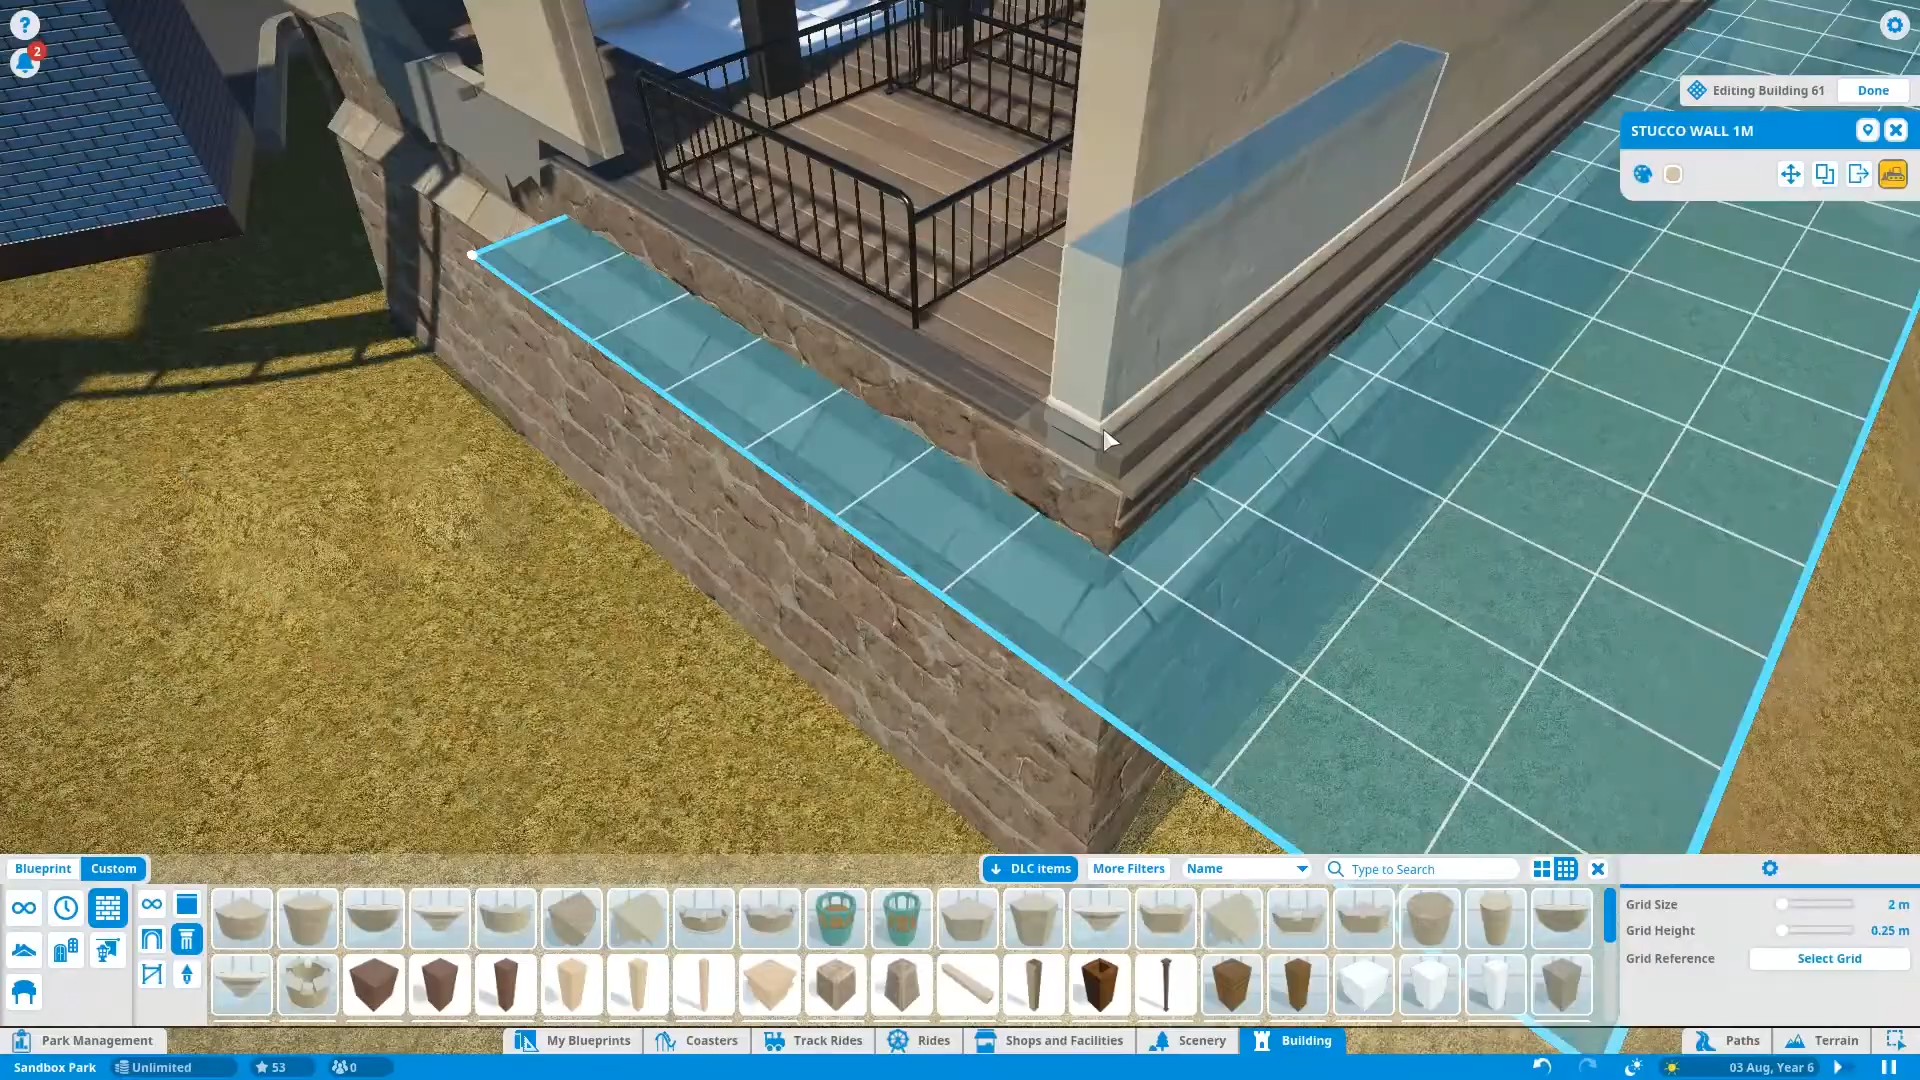 ?
2
Editing Building 61
Done
STUCCO WALL 1M
Blueprint
Custom
DLC items
More Filters
Name
Type to Search
Grid Size
2 m
Grid Height
0.25 m
Grid Reference
Select Grid
Park Management
My Blueprints
Coasters
Track Rides
Rides
Shops and Facilities
Scenery
Building
Paths
Terrain
Sandbox Park
Unlimited
53
0
03 Aug, Year 6